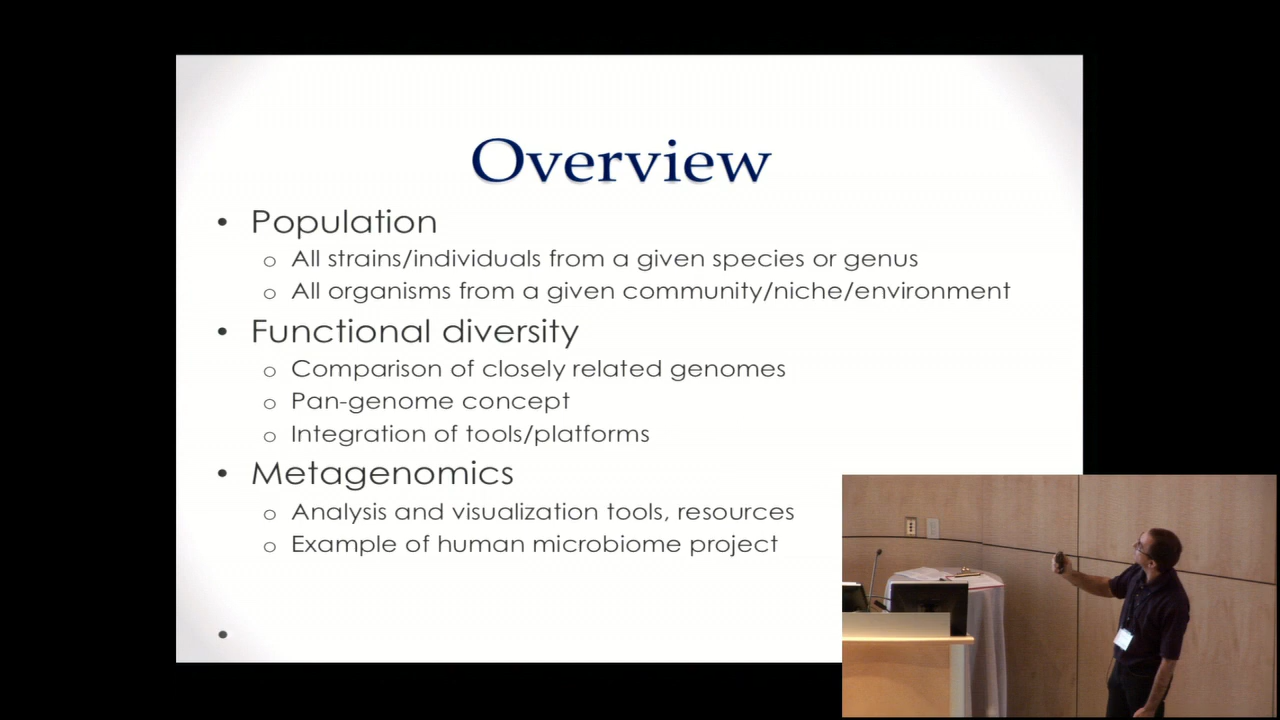 Overview
• Population
o All strains/individuals from a given species or genus
o All organisms from a given community/niche/environment
• Functional diversity
o Comparison of closely related genomes
o Pan-genome concept
o Integration of tools/platforms
• Metagenomics
o Analysis and visualization tools, resources
o Example of human microbiome project
•